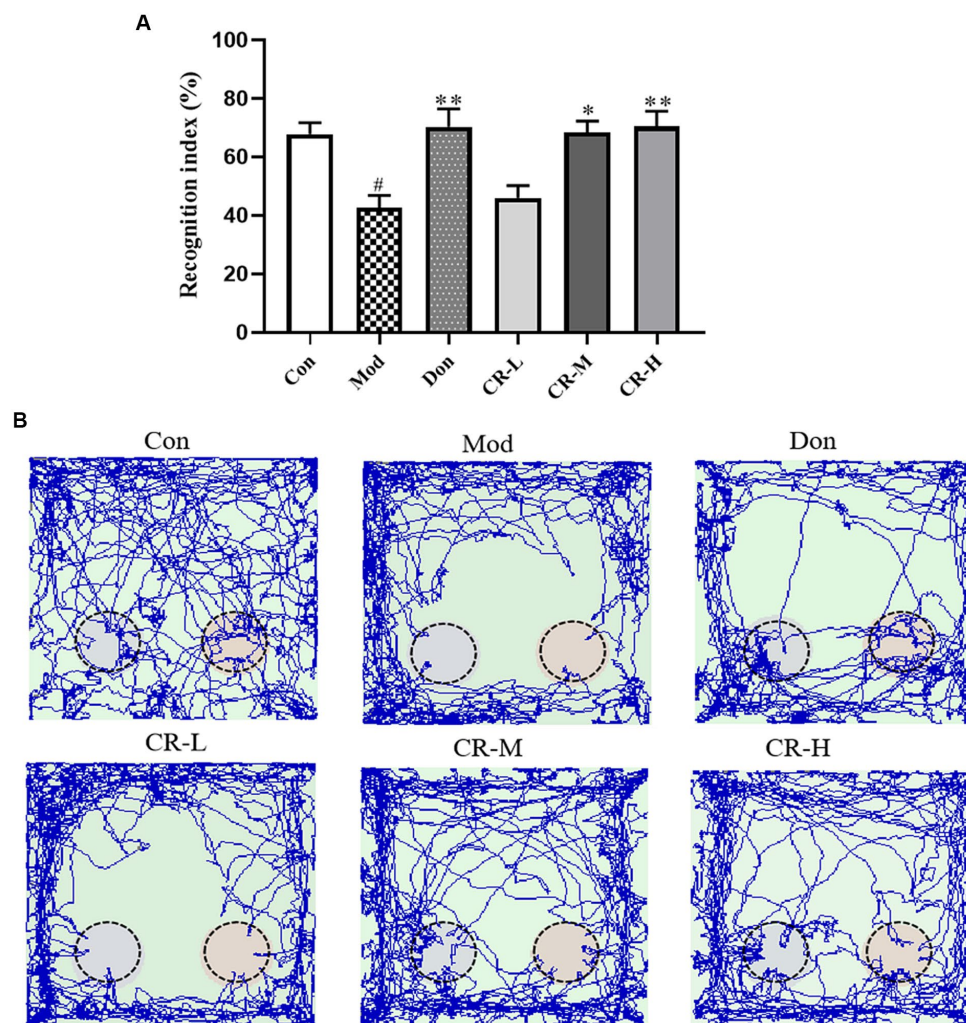 A
Recognition index (%)
100
80
60
40
20
0
#
**
*
**
Con
Mod
Don
CR-L
CR-M
CR-H
B
Con
Mod
Don
CR-L
CR-M
CR-H